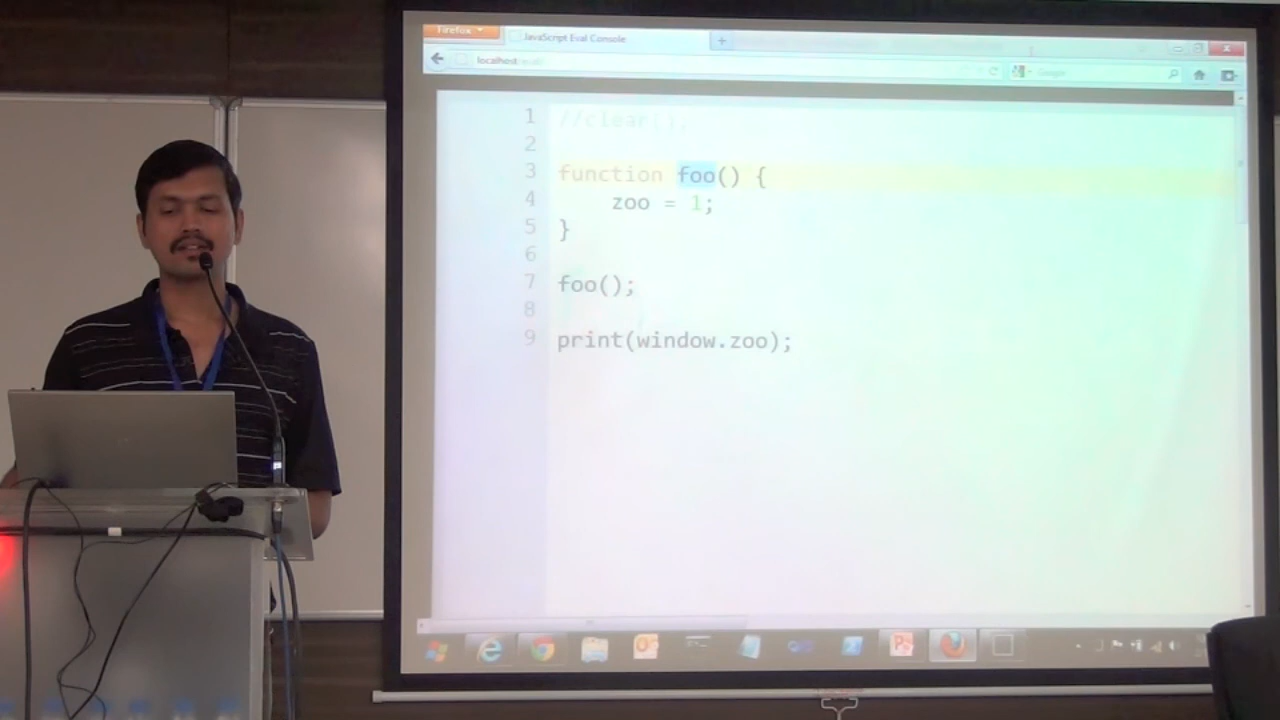 Firefox
JavaScript Eval Console
localhost
Google
1 //clear();
2
3 function foo() {
4 zoo = 1;
5 }
6
7 foo();
8
9 print(window.zoo);